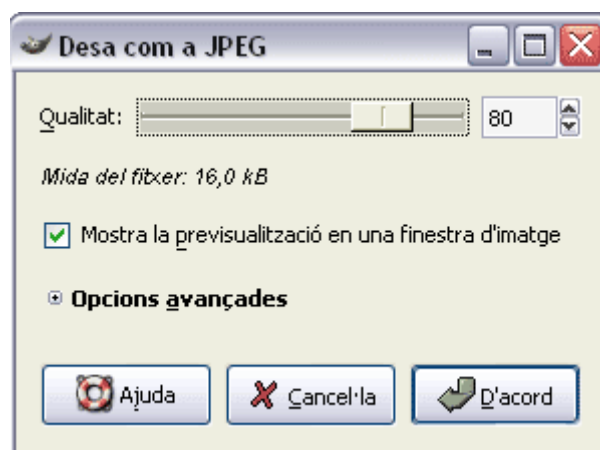 Desa com a JPEG
Qualitat: 80
Mida del fitxer: 16,0 kB
Mostra la previsualització en una finestra d'imatge
Opcions avançades
Ajuda Cancel·la D'acord